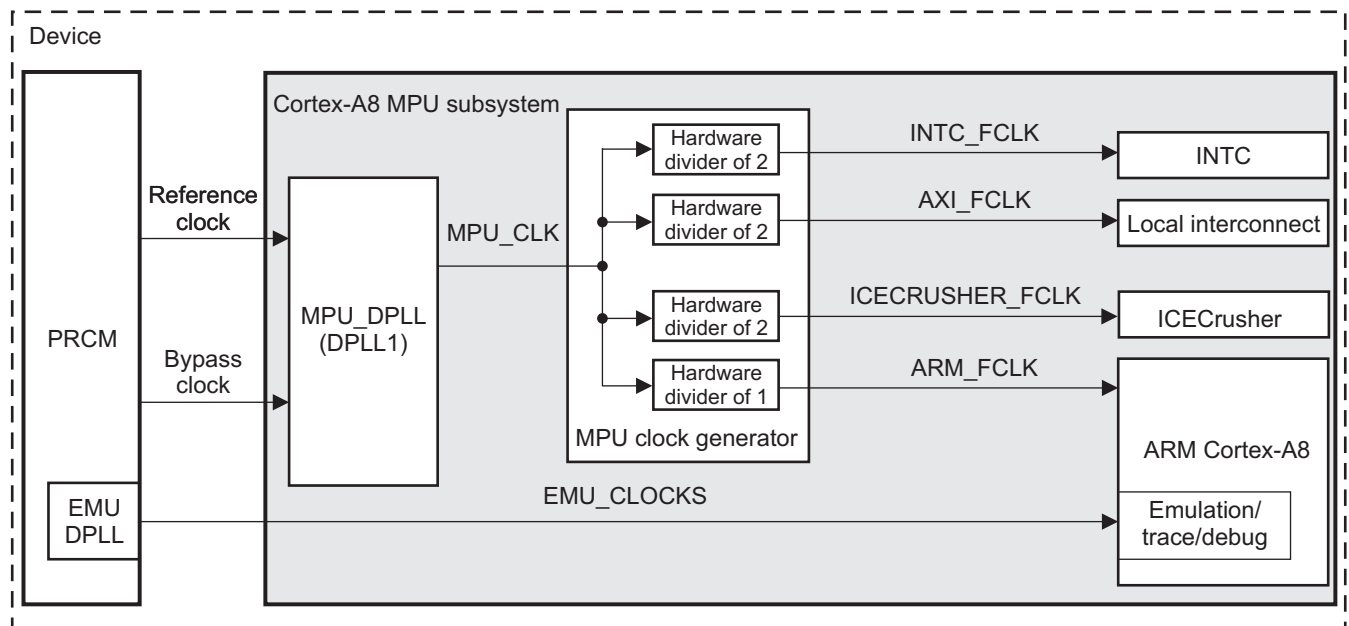 Device
Cortex-A8 MPU subsystem
PRCM
Reference
clock
Bypass
clock
EMU
DPLL
MPU_DPLL
(DPLL1)
MPU_CLK
Hardware
divider of 2
Hardware
divider of 2
Hardware
divider of 2
Hardware
divider of 1
MPU clock generator
INTC_FCLK
AXI_FCLK
ICECRUSHER_FCLK
ARM_FCLK
EMU_CLOCKS
INTC
Local interconnect
ICECrusher
ARM Cortex-A8
Emulation/
trace/debug